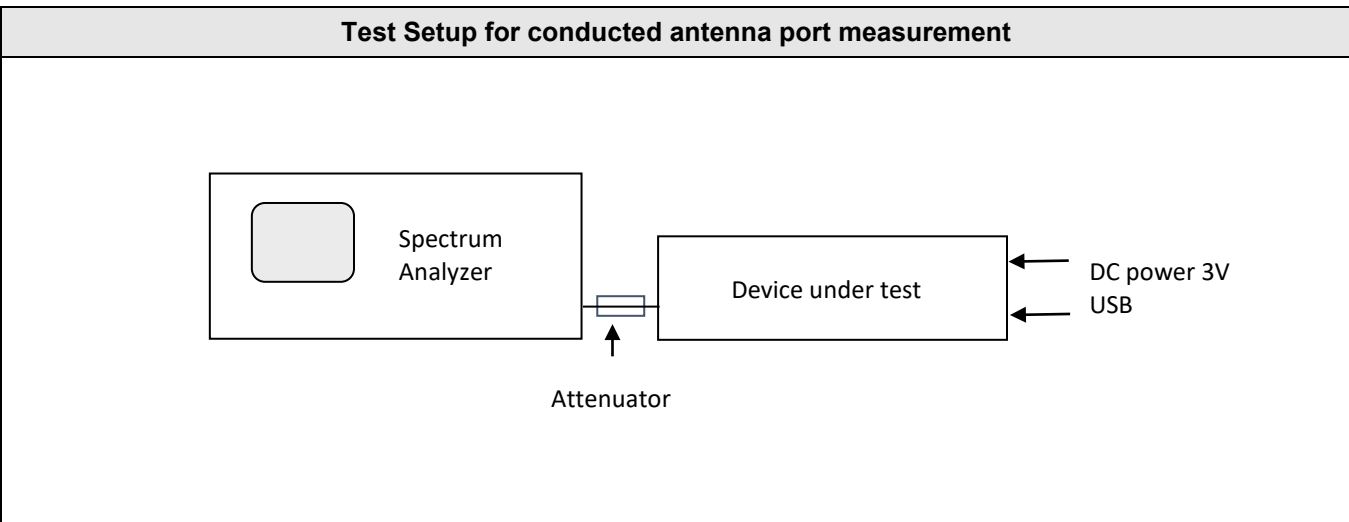 Test Setup for conducted antenna port measurement
Spectrum
Analyzer
Device under test
DC power 3V
USB
Attenuator